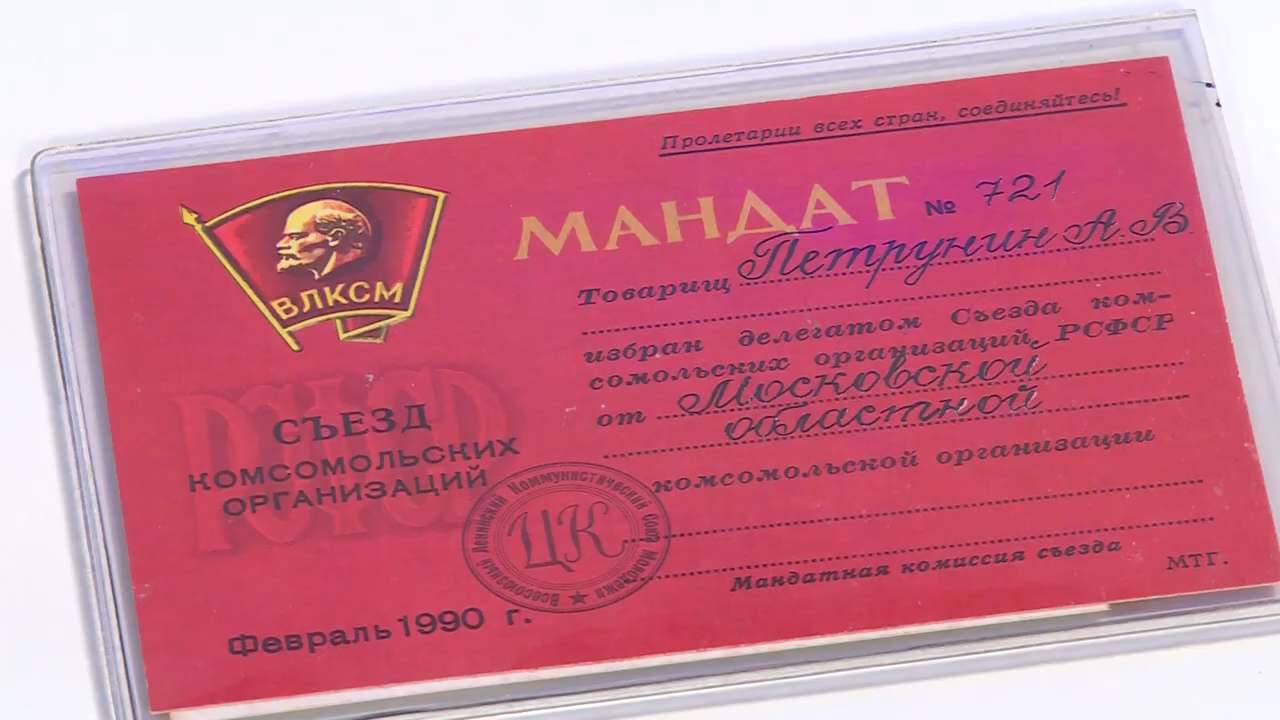 Пролетарии всех стран, соединяйтесь!
МАНДАТ № 721
Товарищ Петрунин А. В.
избран делегатом Съезда ком-
сомольских организаций РСФСР
от Московской
областной
комсомольской организации
Мандатная комиссия съезда
МТГ.
ВЛКСМ
РСФСР
СЪЕЗД
КОМСОМОЛЬСКИХ
ОРГАНИЗАЦИЙ
Февраль 1990 г.
Всесоюзный Ленинский Коммунистический Союз Молодежи
ЦК